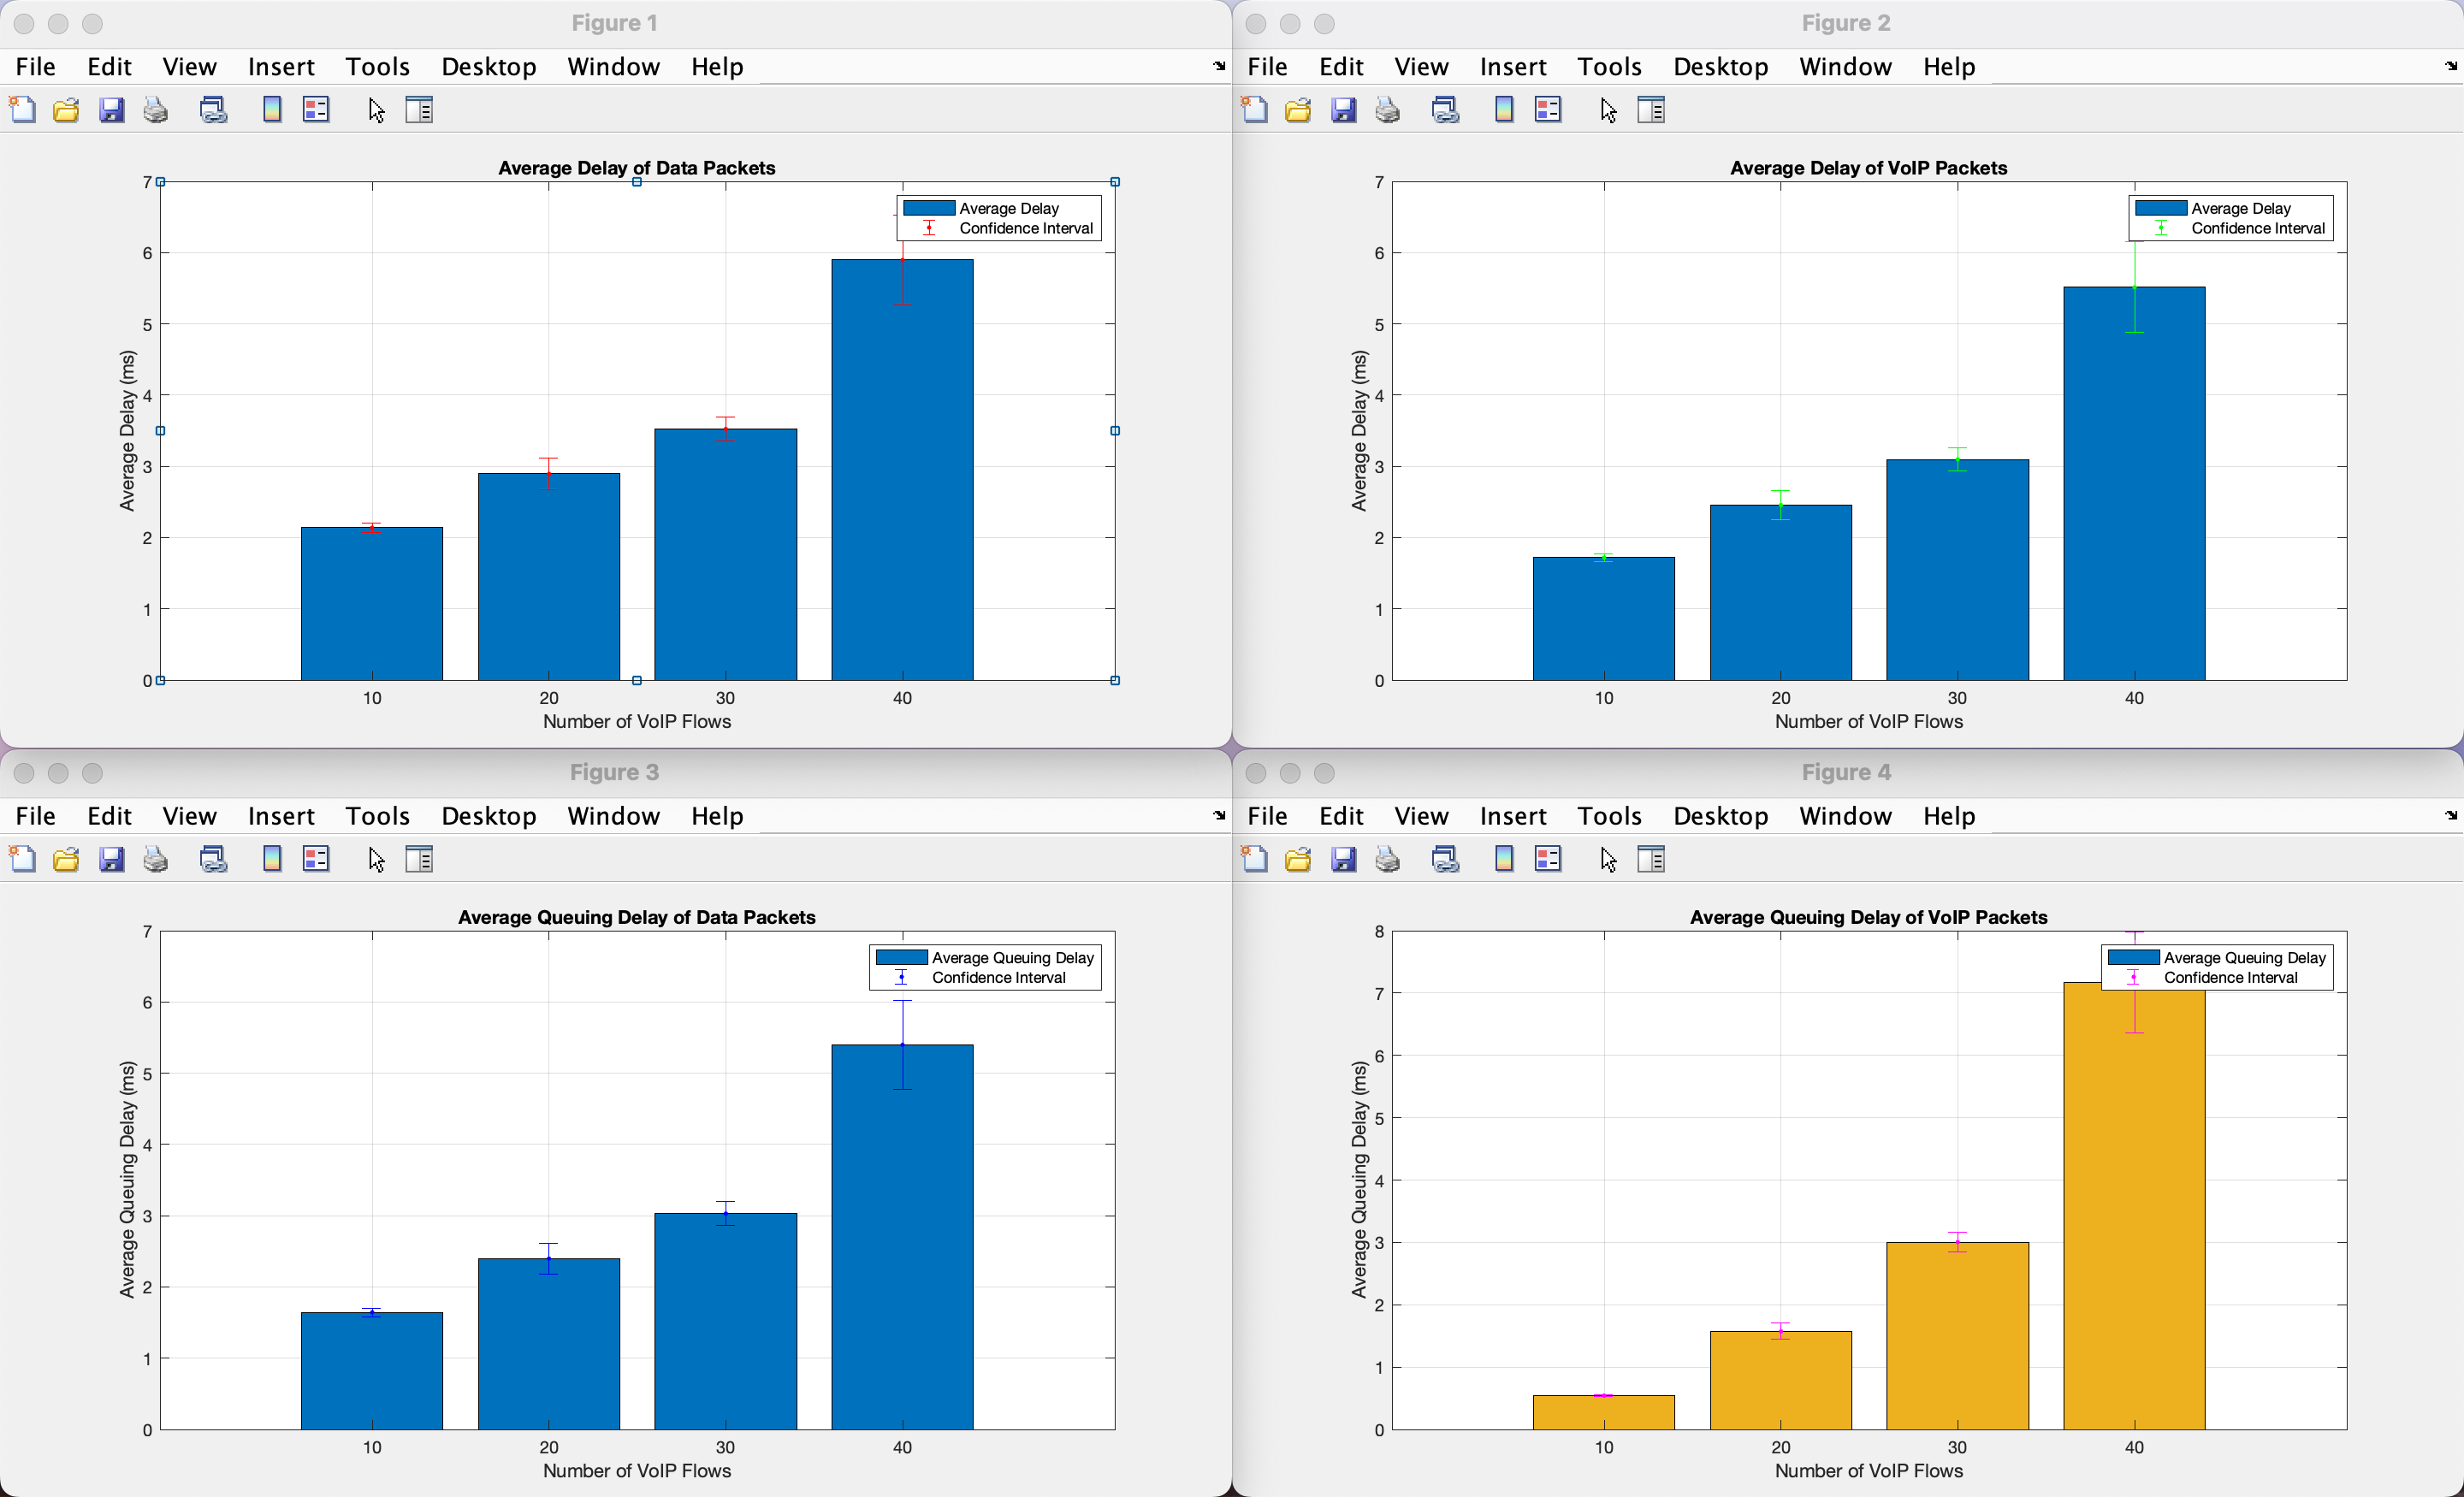 Figure 1
File Edit View Insert Tools Desktop Window Help
Average Delay of Data Packets
Average Delay
Confidence Interval
Average Delay (ms)
7
6
5
4
3
2
1
0
10 20 30 40
Number of VoIP Flows
Figure 2
File Edit View Insert Tools Desktop Window Help
Average Delay of VoIP Packets
Average Delay
Confidence Interval
Average Delay (ms)
7
6
5
4
3
2
1
0
10 20 30 40
Number of VoIP Flows
Figure 3
File Edit View Insert Tools Desktop Window Help
Average Queuing Delay of Data Packets
Average Queuing Delay
Confidence Interval
Average Queuing Delay (ms)
7
6
5
4
3
2
1
0
10 20 30 40
Number of VoIP Flows
Figure 4
File Edit View Insert Tools Desktop Window Help
Average Queuing Delay of VoIP Packets
Average Queuing Delay
Confidence Interval
Average Queuing Delay (ms)
8
7
6
5
4
3
2
1
0
10 20 30 40
Number of VoIP Flows